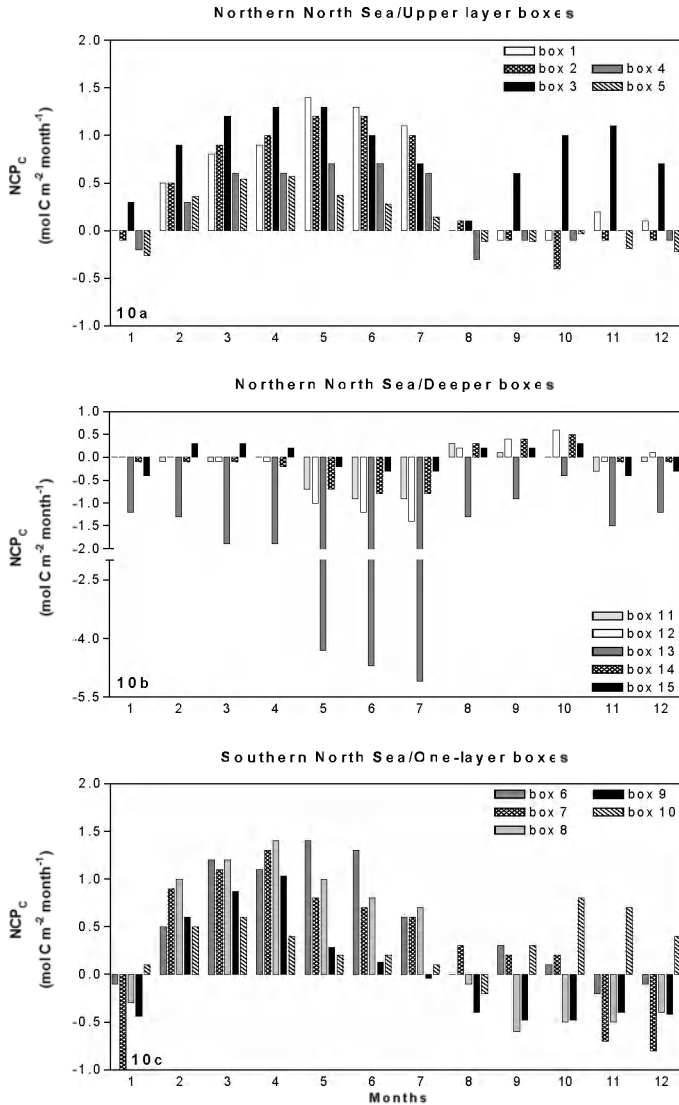 Northern North Sea/Upper layer boxes
2.0
1.5
1.0
0.5
0.0
-0.5
-1.0
NCP_C
(mol C m⁻² month⁻¹)
box 1
box 2
box 3
box 4
box 5
10a
1 2 3 4 5 6 7 8 9 10 11 12
Northern North Sea/Deeper boxes
1.0
0.5
0.0
-0.5
-1.0
-1.5
-2.0
-2.5
-4.0
-5.5
NCP_C
(mol C m⁻² month⁻¹)
box 11
box 12
box 13
box 14
box 15
10b
1 2 3 4 5 6 7 8 9 10 11 12
Southern North Sea/One-layer boxes
2.0
1.5
1.0
0.5
0.0
-0.5
-1.0
NCP_C
(mol C m⁻² month⁻¹)
box 6
box 7
box 8
box 9
box 10
10c
1 2 3 4 5 6 7 8 9 10 11 12
Months